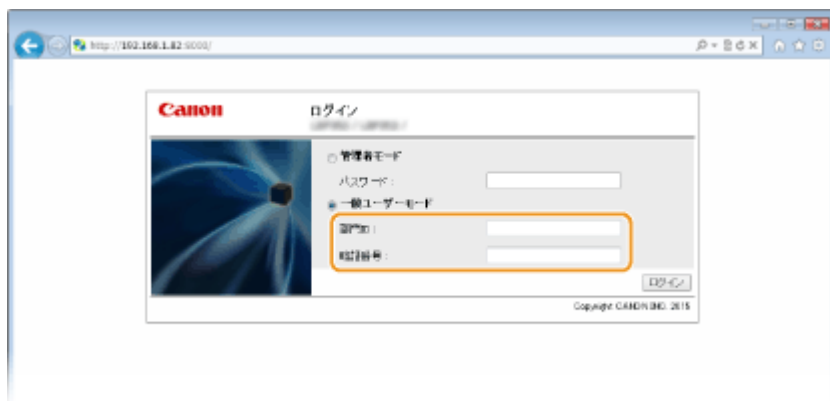 http://192.168.1.82:8000/
Canon
ログイン
管理者モード
パスワード:
一般ユーザーモード
部門ID:
暗証番号:
ログイン
Copyright CANON INC. 2015